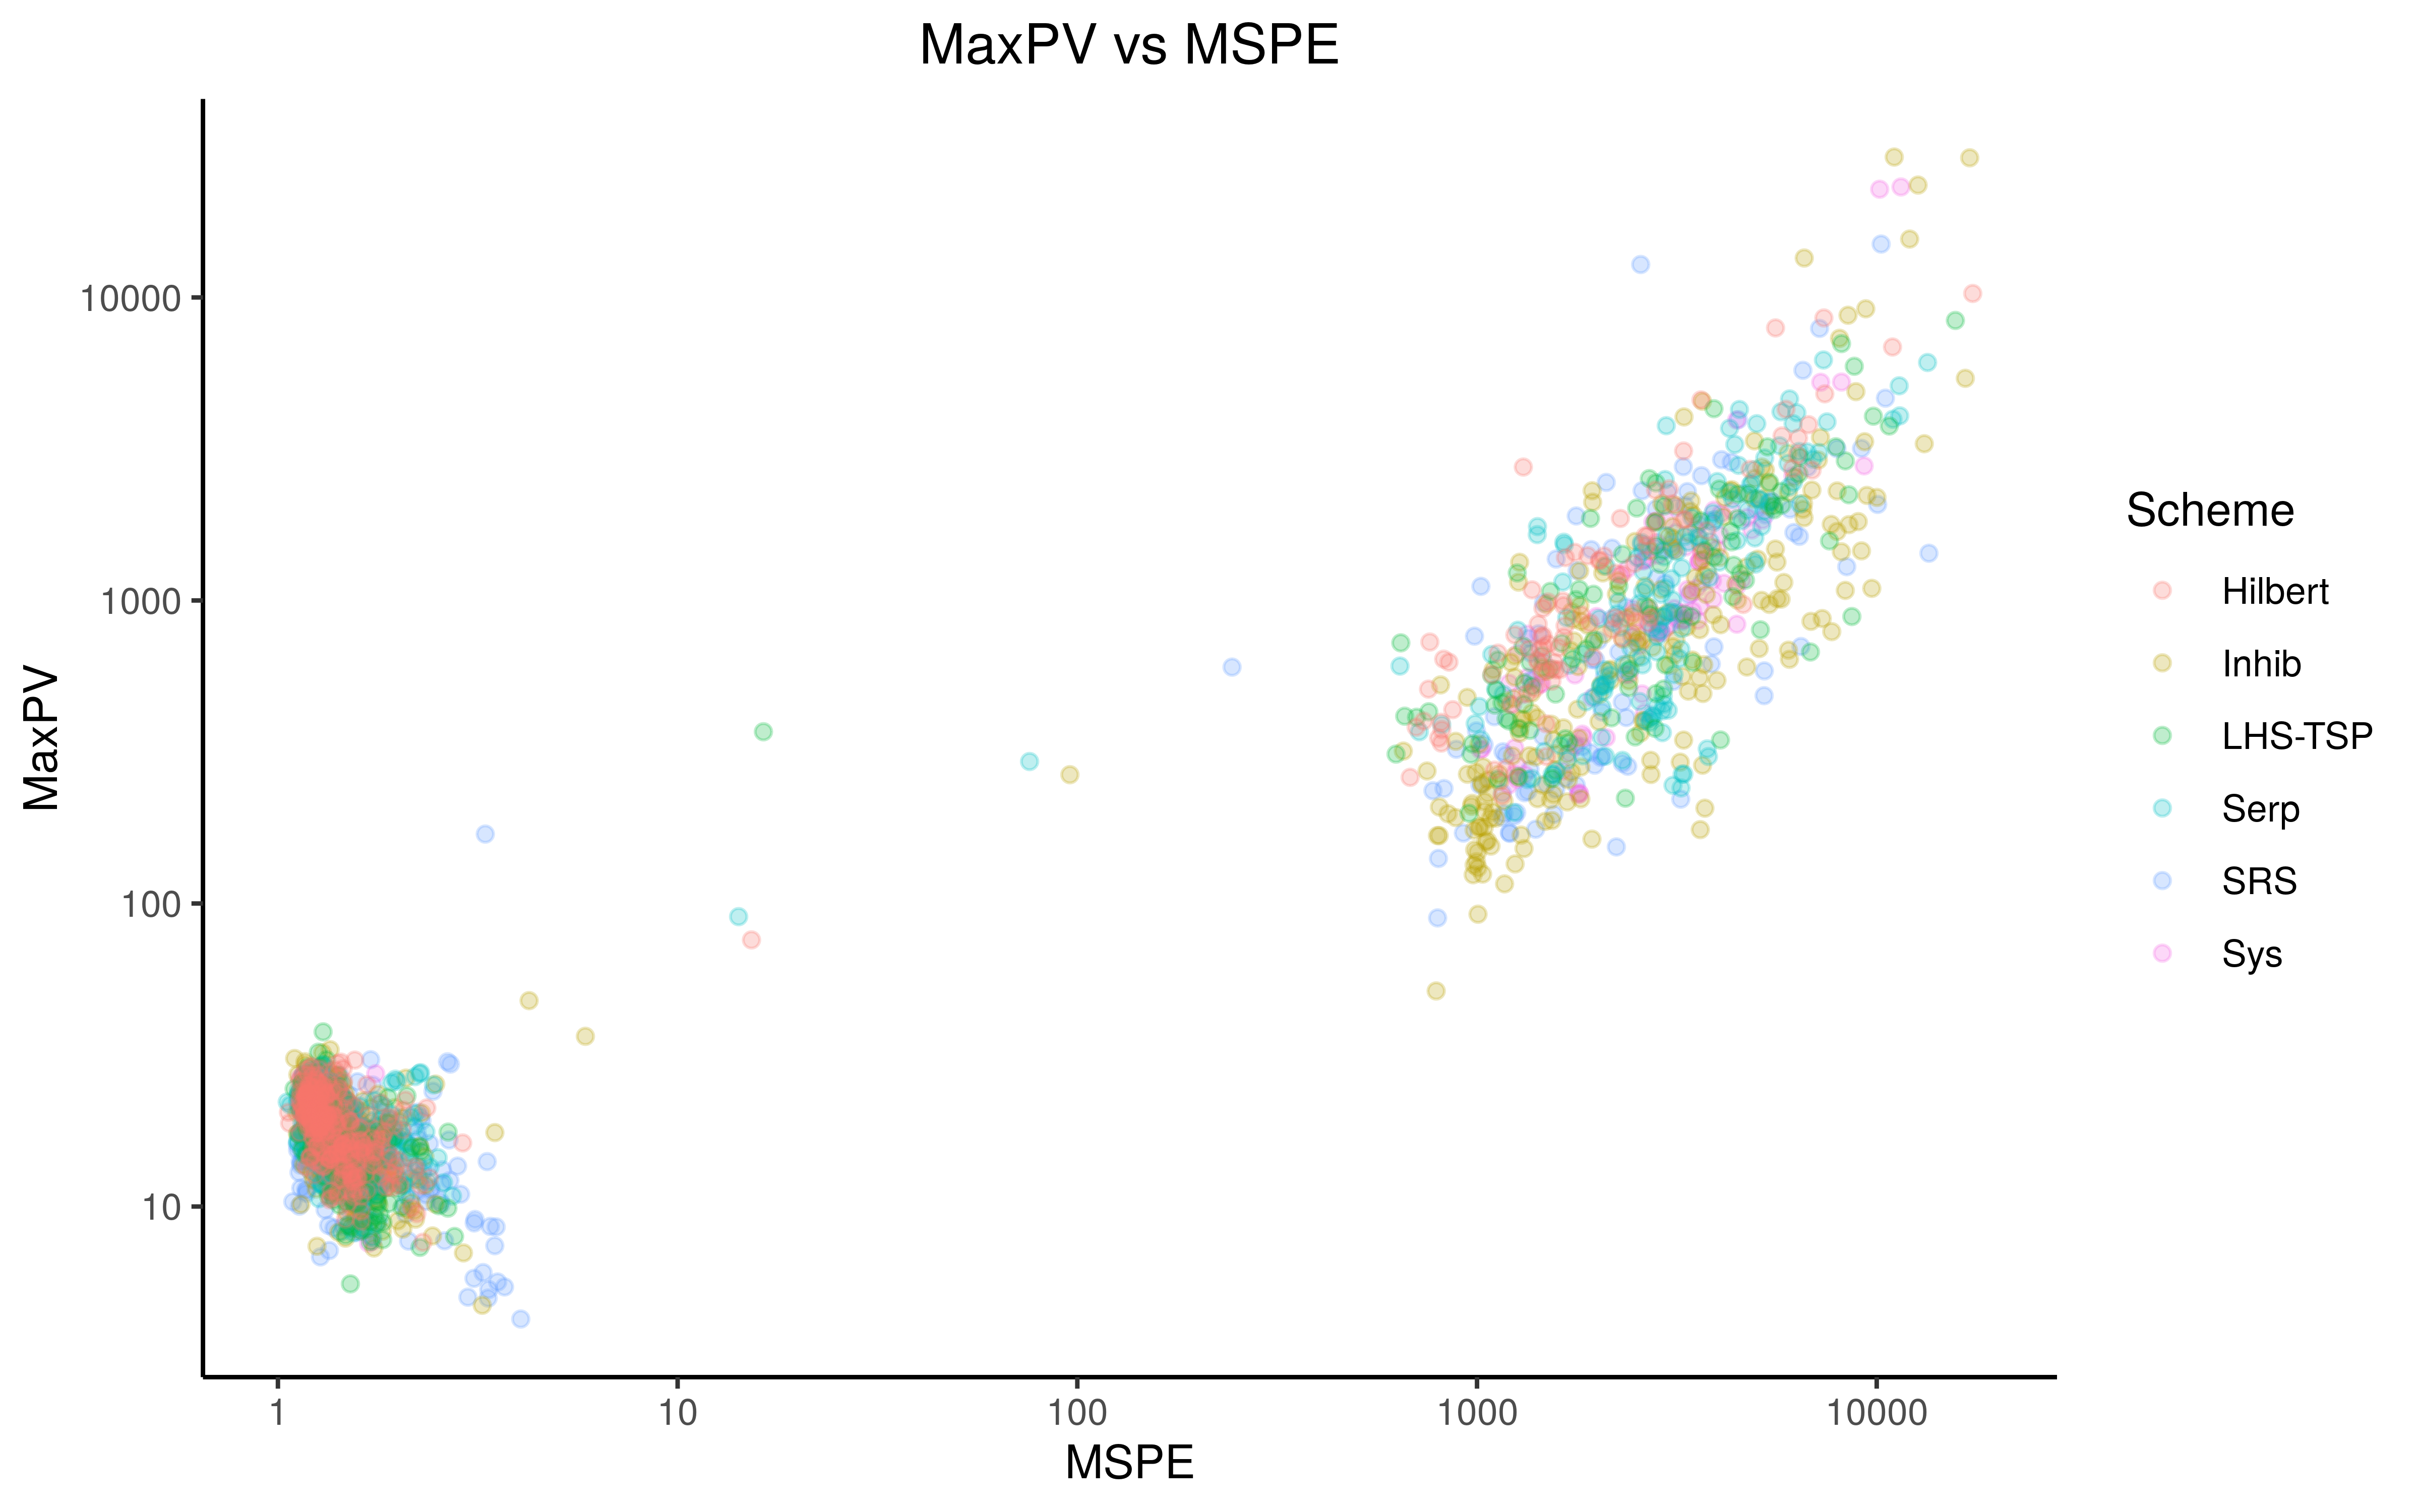 MaxPV vs MSPE
MaxPV
10000
1000
100
10
1
10
100
1000
10000
MSPE
Scheme
Hilbert
Inhib
LHS-TSP
Serp
SRS
Sys